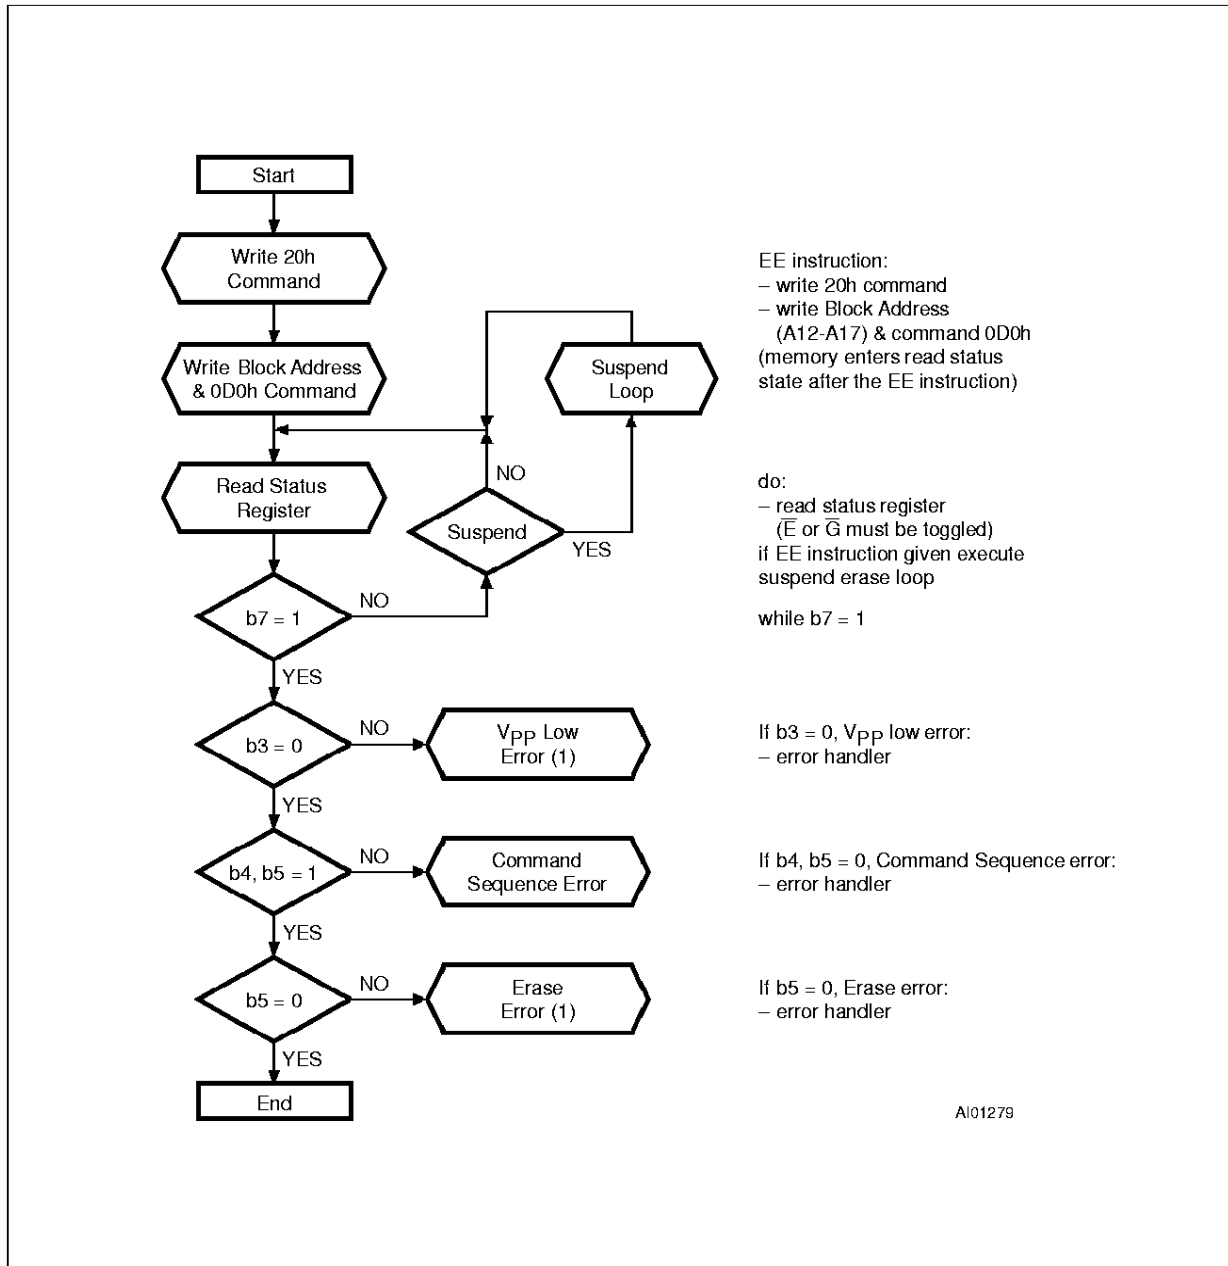 Start
Write 20h
Command
Write Block Address
& 0D0h Command
Suspend
Loop
Read Status
Register
NO
Suspend
YES
b7 = 1
NO
YES
b3 = 0
NO
VPP Low
Error (1)
YES
b4, b5 = 1
NO
Command
Sequence Error
YES
b5 = 0
NO
Erase
Error (1)
YES
End
EE instruction:
– write 20h command
– write Block Address
(A12-A17) & command 0D0h
(memory enters read status
state after the EE instruction)
do:
– read status register
(E̅ or G̅ must be toggled)
if EE instruction given execute
suspend erase loop
while b7 = 1
If b3 = 0, VPP low error:
– error handler
If b4, b5 = 0, Command Sequence error:
– error handler
If b5 = 0, Erase error:
– error handler
AI01279